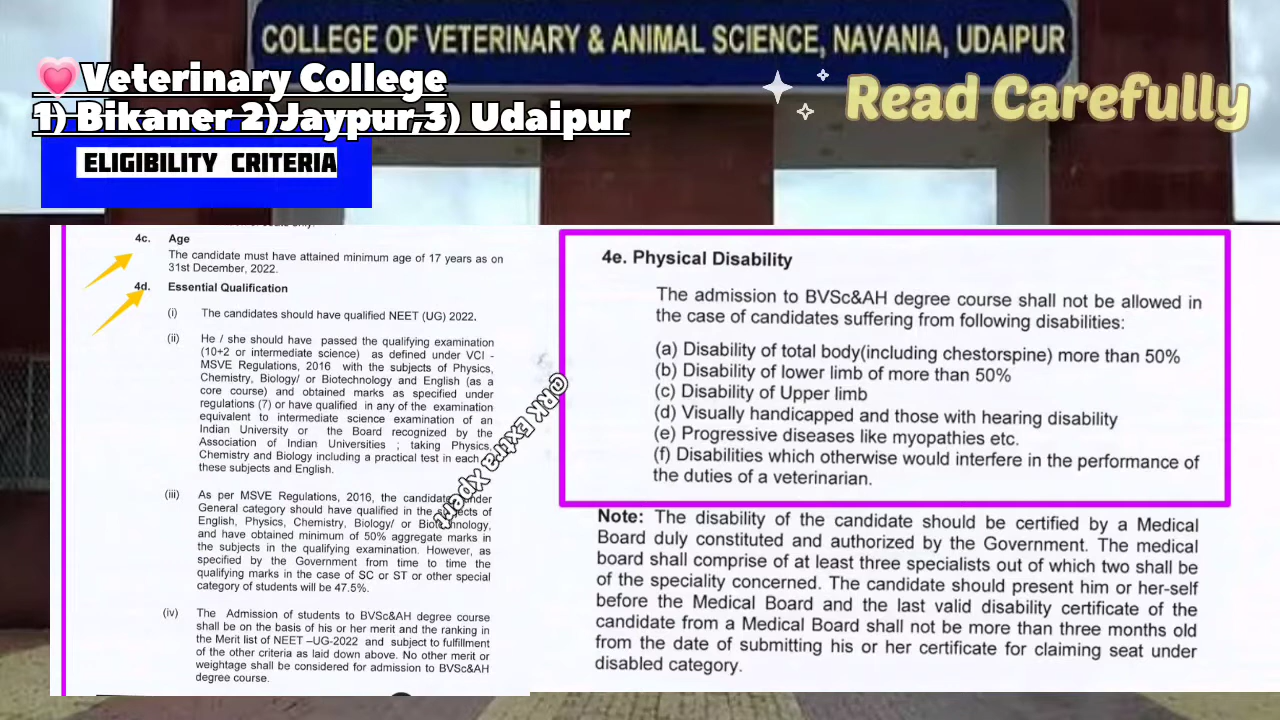 COLLEGE OF VETERINARY & ANIMAL SCIENCE, NAVANIA, UDAIPUR
💗Veterinary College
1) Bikaner 2)Jaypur,3) Udaipur
Read Carefully
ELIGIBILITY CRITERIA
4c. Age
The candidate must have attained minimum age of 17 years as on
31st December, 2022.
4d. Essential Qualification
(i) The candidates should have qualified NEET (UG) 2022.
(ii) He / she should have passed the qualifying examination
(10+2 or intermediate science) as defined under VCI -
MSVE Regulations, 2016 with the subjects of Physics,
Chemistry, Biology/ or Biotechnology and English (as a
core course) and obtained marks as specified under
regulations (7) or have qualified in any of the examination
equivalent to intermediate science examination of an
Indian University or the Board recognized by the
Association of Indian Universities ; taking Physics,
Chemistry and Biology including a practical test in each
these subjects and English.
(iii) As per MSVE Regulations, 2016, the candidate under
General category should have qualified in the subjects of
English, Physics, Chemistry, Biology/ or Biotechnology,
and have obtained minimum of 50% aggregate marks in
the subjects in the qualifying examination. However, as
specified by the Government from time to time the
qualifying marks in the case of SC or ST or other special
category of students will be 47.5%.
(iv) The Admission of students to BVSc&AH degree course
shall be on the basis of his or her merit and the ranking in
the Merit list of NEET –UG-2022 and subject to fulfillment
of the other criteria as laid down above. No other merit or
weightage shall be considered for admission to BVSc&AH
degree course.
@RK Extra Xpert
4e. Physical Disability
The admission to BVSc&AH degree course shall not be allowed in
the case of candidates suffering from following disabilities:
(a) Disability of total body(including chestorspine) more than 50%
(b) Disability of lower limb of more than 50%
(c) Disability of Upper limb
(d) Visually handicapped and those with hearing disability
(e) Progressive diseases like myopathies etc.
(f) Disabilities which otherwise would interfere in the performance of
the duties of a veterinarian.
Note: The disability of the candidate should be certified by a Medical
Board duly constituted and authorized by the Government. The medical
board shall comprise of at least three specialists out of which two shall be
of the speciality concerned. The candidate should present him or her-self
before the Medical Board and the last valid disability certificate of the
candidate from a Medical Board shall not be more than three months old
from the date of submitting his or her certificate for claiming seat under
disabled category.